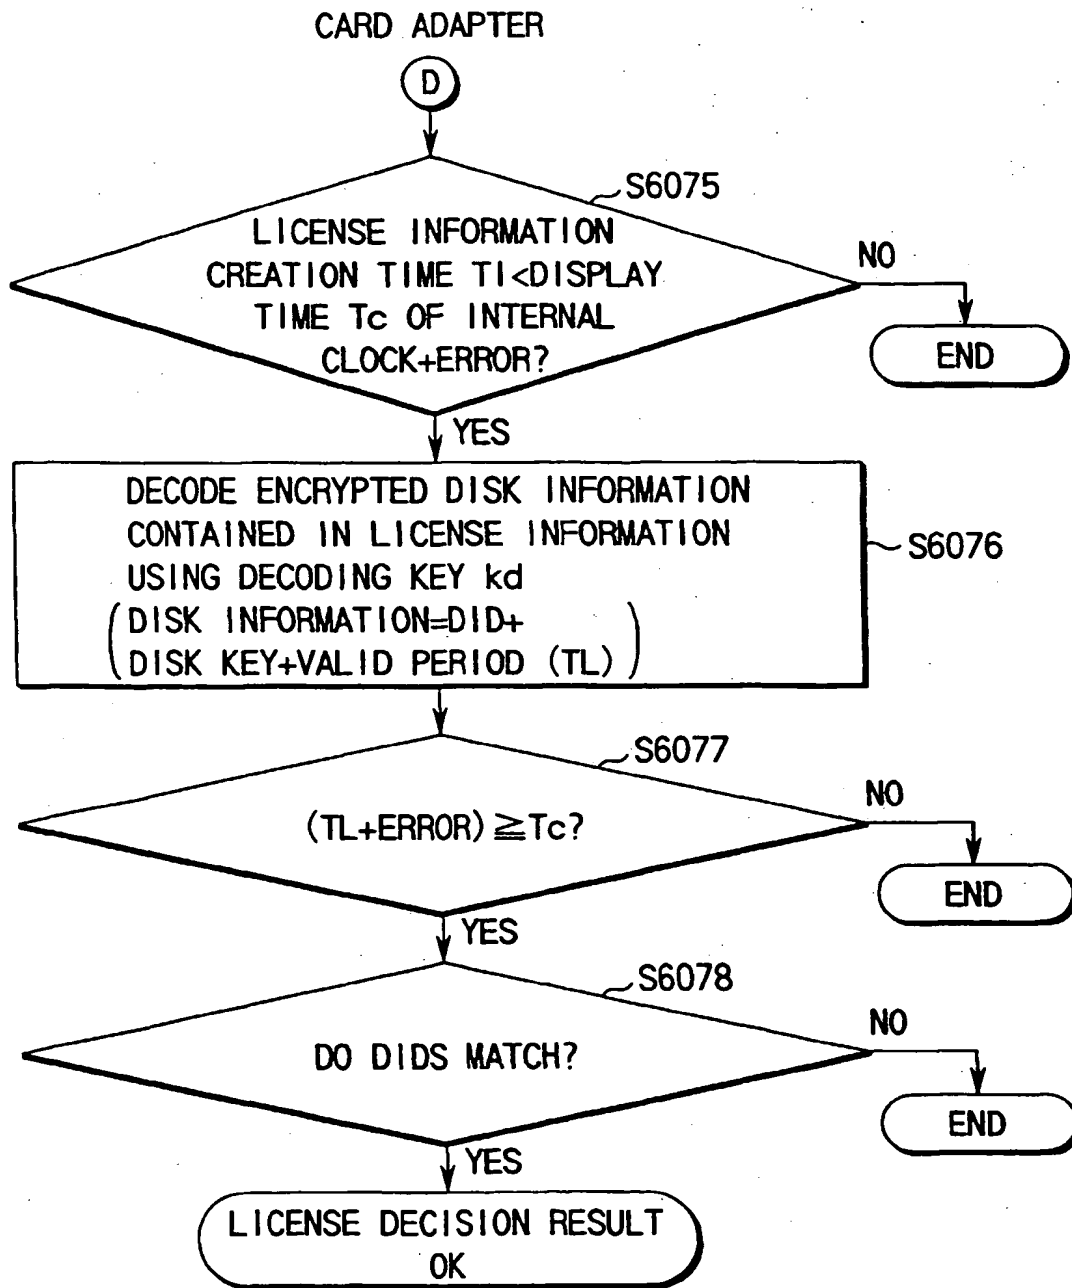 CARD ADAPTER
D
S6075
LICENSE INFORMATION
CREATION TIME TI<DISPLAY
TIME Tc OF INTERNAL
CLOCK+ERROR?
NO
END
YES
DECODE ENCRYPTED DISK INFORMATION
CONTAINED IN LICENSE INFORMATION
USING DECODING KEY kd
(DISK INFORMATION=DID+
DISK KEY+VALID PERIOD (TL))
S6076
S6077
(TL+ERROR)≧Tc?
NO
END
YES
S6078
DO DIDS MATCH?
NO
END
YES
LICENSE DECISION RESULT
OK